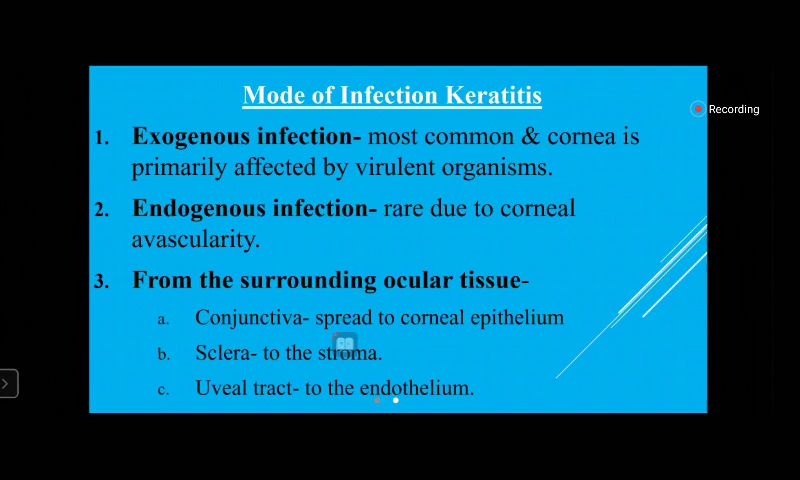 Mode of Infection Keratitis
Recording
1. Exogenous infection- most common & cornea is
primarily affected by virulent organisms.
2. Endogenous infection- rare due to corneal
avascularity.
3. From the surrounding ocular tissue-
a. Conjunctiva- spread to corneal epithelium
b. Sclera- to the stroma.
c. Uveal tract- to the endothelium.